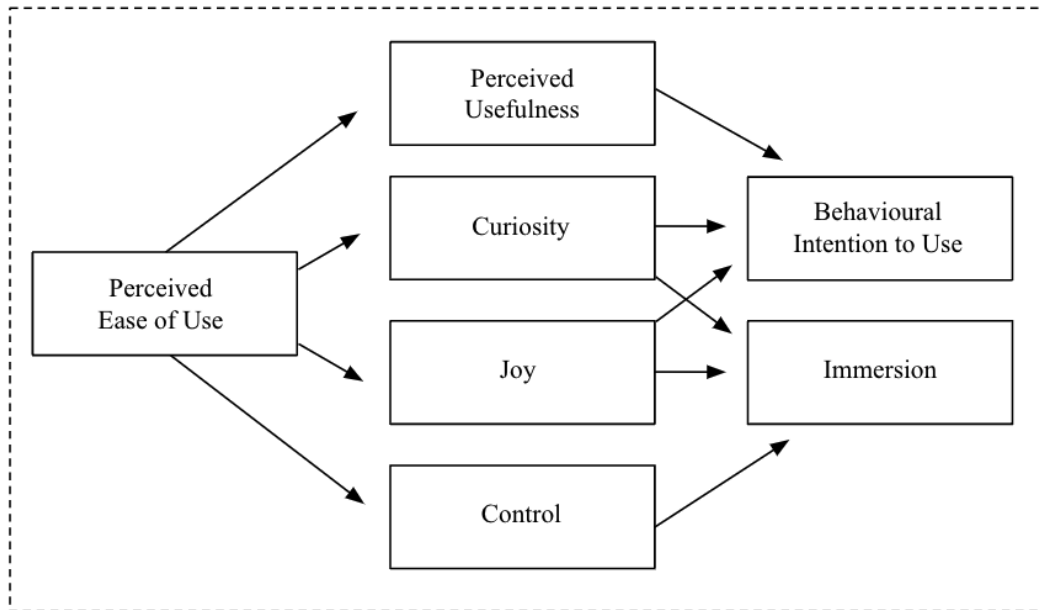 Perceived
Usefulness
Curiosity
Behavioural
Intention to Use
Perceived
Ease of Use
Joy
Immersion
Control